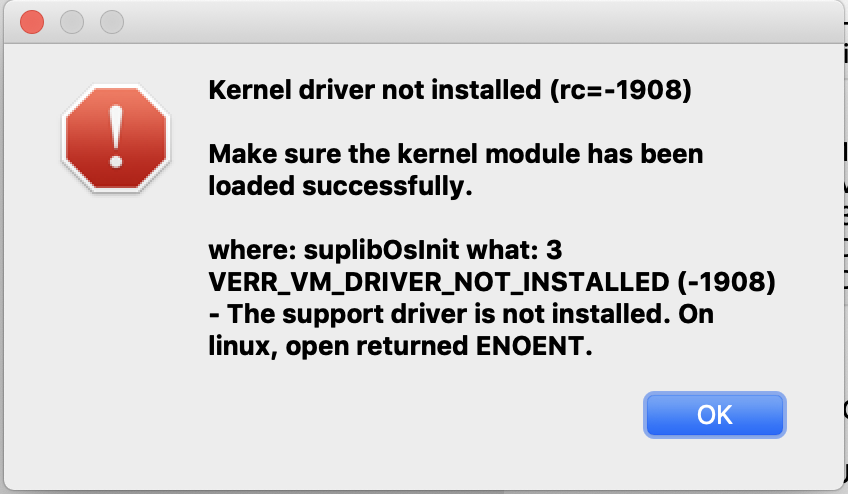 Kernel driver not installed (rc=-1908)
Make sure the kernel module has been
loaded successfully.
where: suplibOsInit what: 3
VERR_VM_DRIVER_NOT_INSTALLED (-1908)
- The support driver is not installed. On
linux, open returned ENOENT.
OK